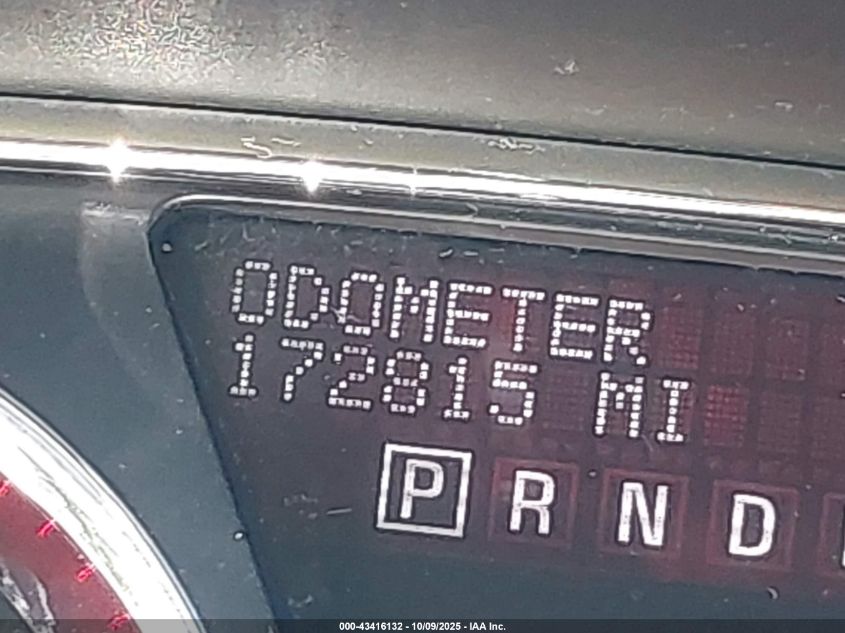 ODOMETER
172815 MI
P R N D
000-43416132 - 10/09/2025 - IAA Inc.